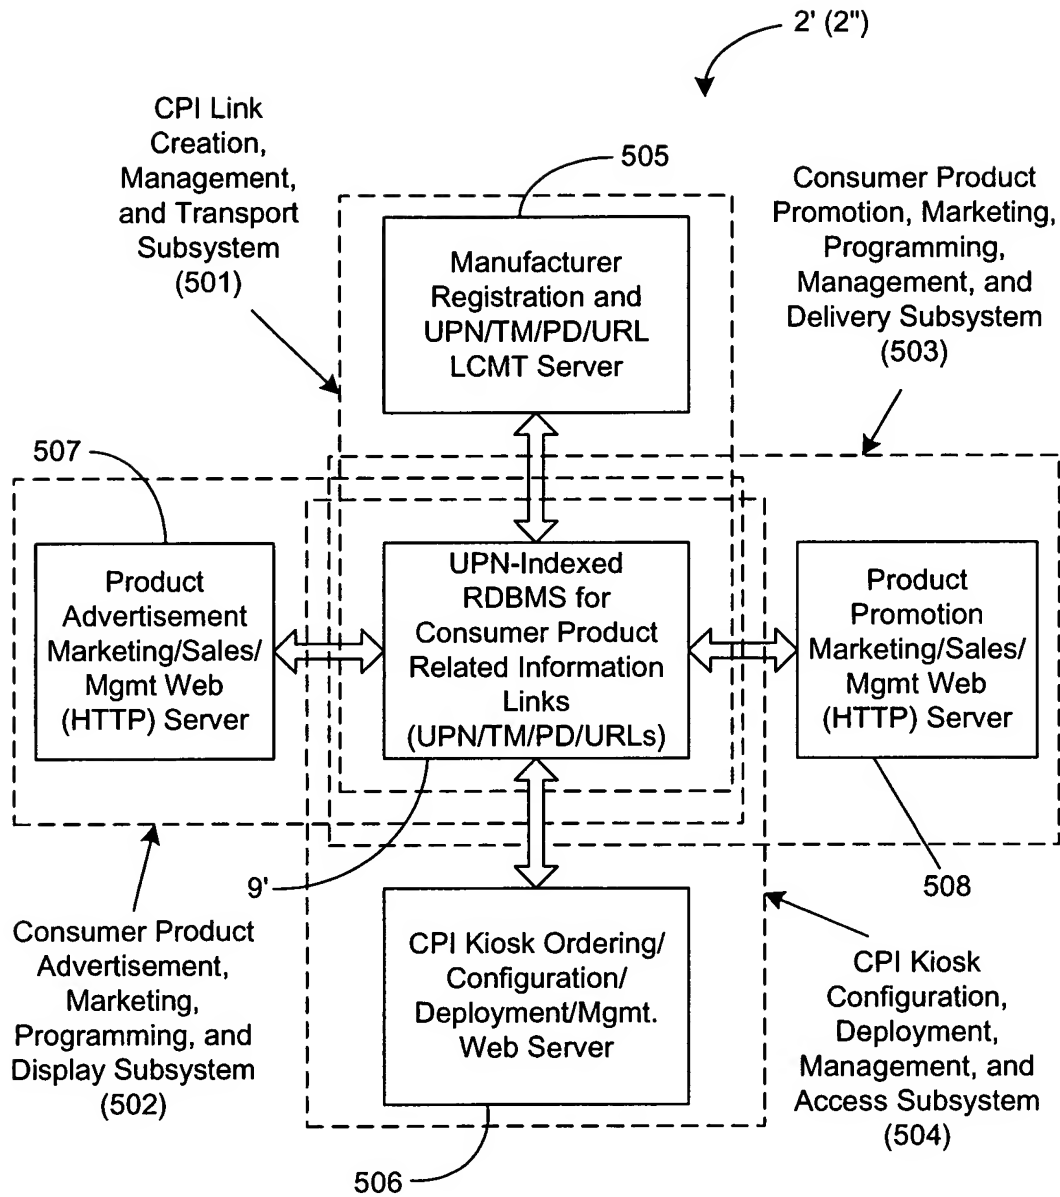 2' (2")
CPI Link
Creation,
Management,
and Transport
Subsystem
(501)
505
Consumer Product
Promotion, Marketing,
Programming,
Management, and
Delivery Subsystem
(503)
Manufacturer
Registration and
UPN/TM/PD/URL
LCMT Server
507
Product
Advertisement
Marketing/Sales/
Mgmt Web
(HTTP) Server
UPN-Indexed
RDBMS for
Consumer Product
Related Information
Links
(UPN/TM/PD/URLs)
Product
Promotion
Marketing/Sales/
Mgmt Web
(HTTP) Server
9'
508
Consumer Product
Advertisement,
Marketing,
Programming, and
Display Subsystem
(502)
CPI Kiosk Ordering/
Configuration/
Deployment/Mgmt.
Web Server
CPI Kiosk
Configuration,
Deployment,
Management, and
Access Subsystem
(504)
506